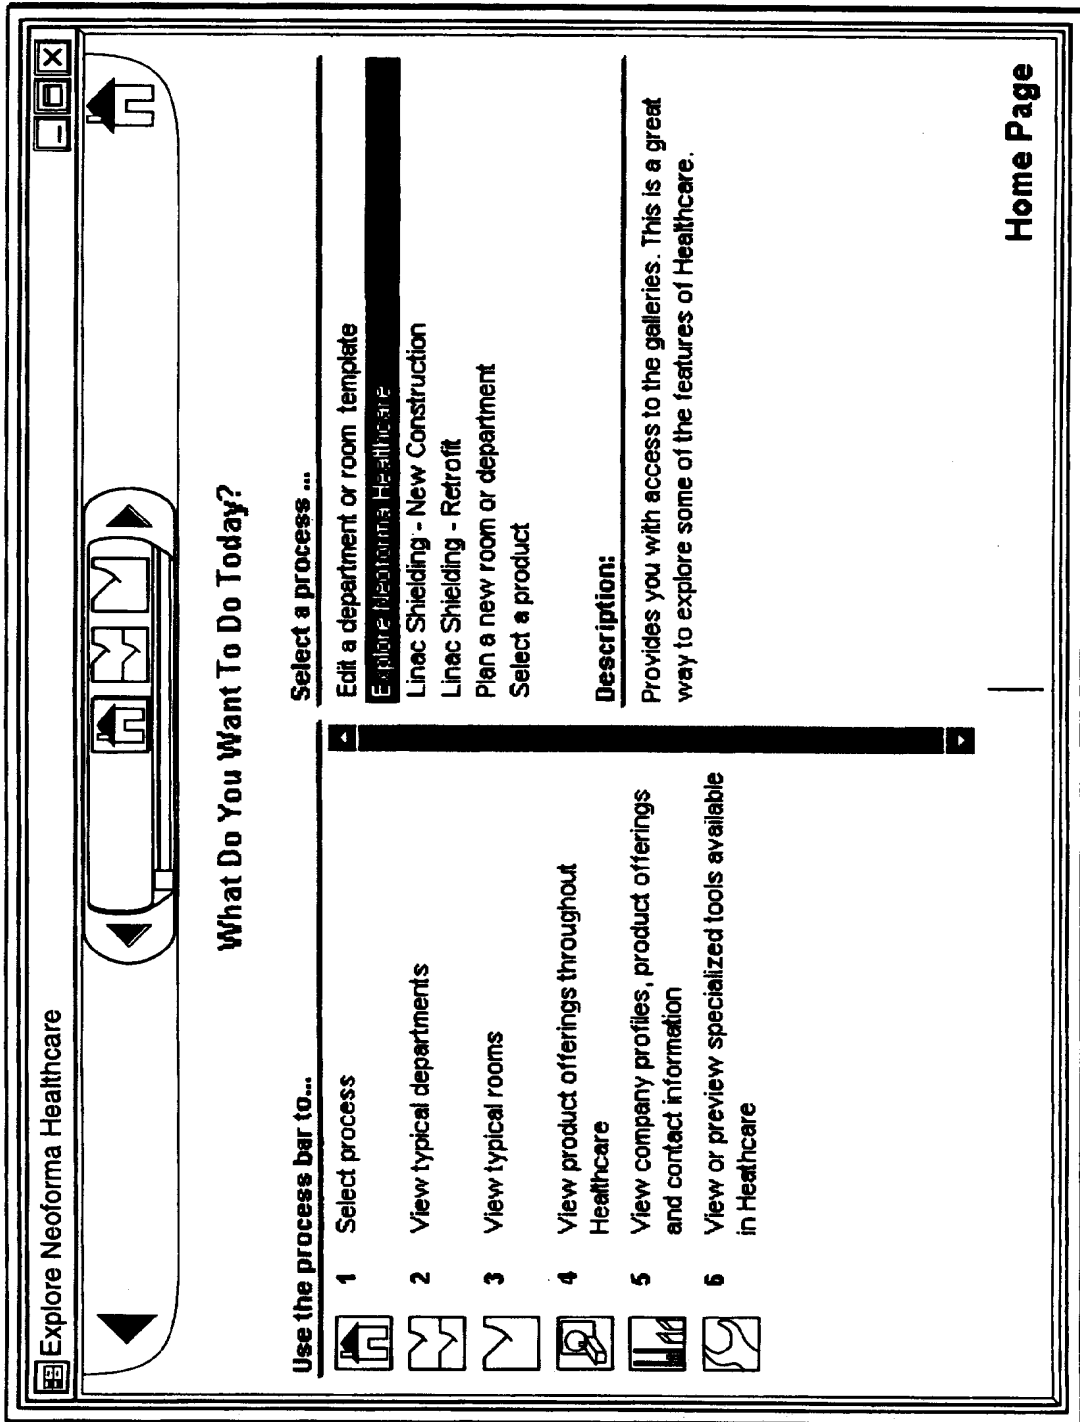 Explore Neoforma Healthcare
What Do You Want To Do Today?
Use the process bar to...
1 Select process
2 View typical departments
3 View typical rooms
4 View product offerings throughout
Healthcare
5 View company profiles, product offerings
and contact information
6 View or preview specialized tools available
in Heathcare
Select a process ...
Edit a department or room template
Explore Neoforma Healthcare
Linac Shielding - New Construction
Linac Shielding - Retrofit
Plan a new room or department
Select a product
Description:
Provides you with access to the galleries. This is a great
way to explore some of the features of Healthcare.
Home Page